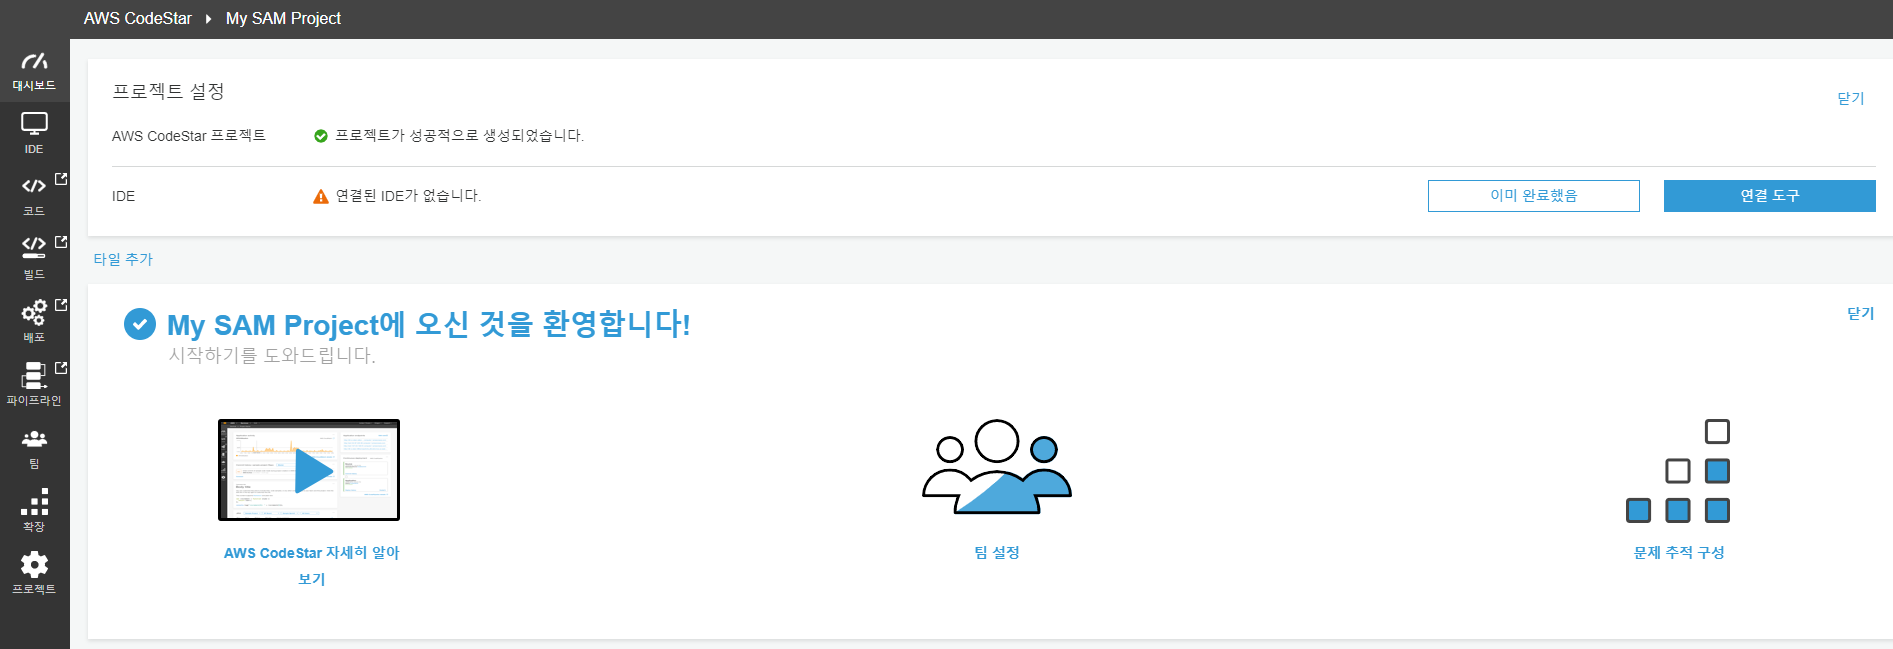 AWS CodeStar My SAM Project
대시보드
IDE
코드
빌드
배포
파이프라인
팀
확장
프로젝트
프로젝트 설정
닫기
AWS CodeStar 프로젝트 프로젝트가 성공적으로 생성되었습니다.
IDE 연결된 IDE가 없습니다. 이미 완료했음 연결 도구
타일 추가
My SAM Project에 오신 것을 환영합니다!
닫기
시작하기를 도와드립니다.
AWS CodeStar 자세히 알아
보기
팀 설정
문제 추적 구성